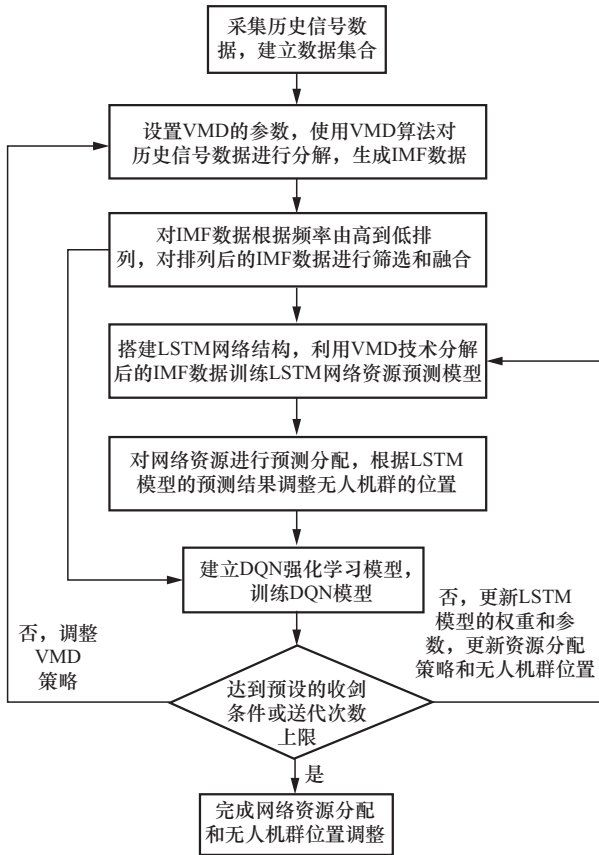 采集历史信号数
据，建立数据集合
设置VMD的参数，使用VMD算法对
历史信号数据进行分解，生成IMF数据
对IMF数据根据频率由高到低排
列，对排列后的IMF数据进行筛选和融合
搭建LSTM网络结构，利用VMD技术分解
后的IMF数据训练LSTM网络资源预测模型
对网络资源进行预测分配，根据LSTM
模型的预测结果调整无人机群的位置
建立DQN强化学习模型，
训练DQN模型
否，调整
VMD
策略
否，更新LSTM
模型的权重和参
数，更新资源分配
策略和无人机群位置
达到预设的收剑
条件或送代次数
上限
是
完成网络资源分配
和无人机群位置调整